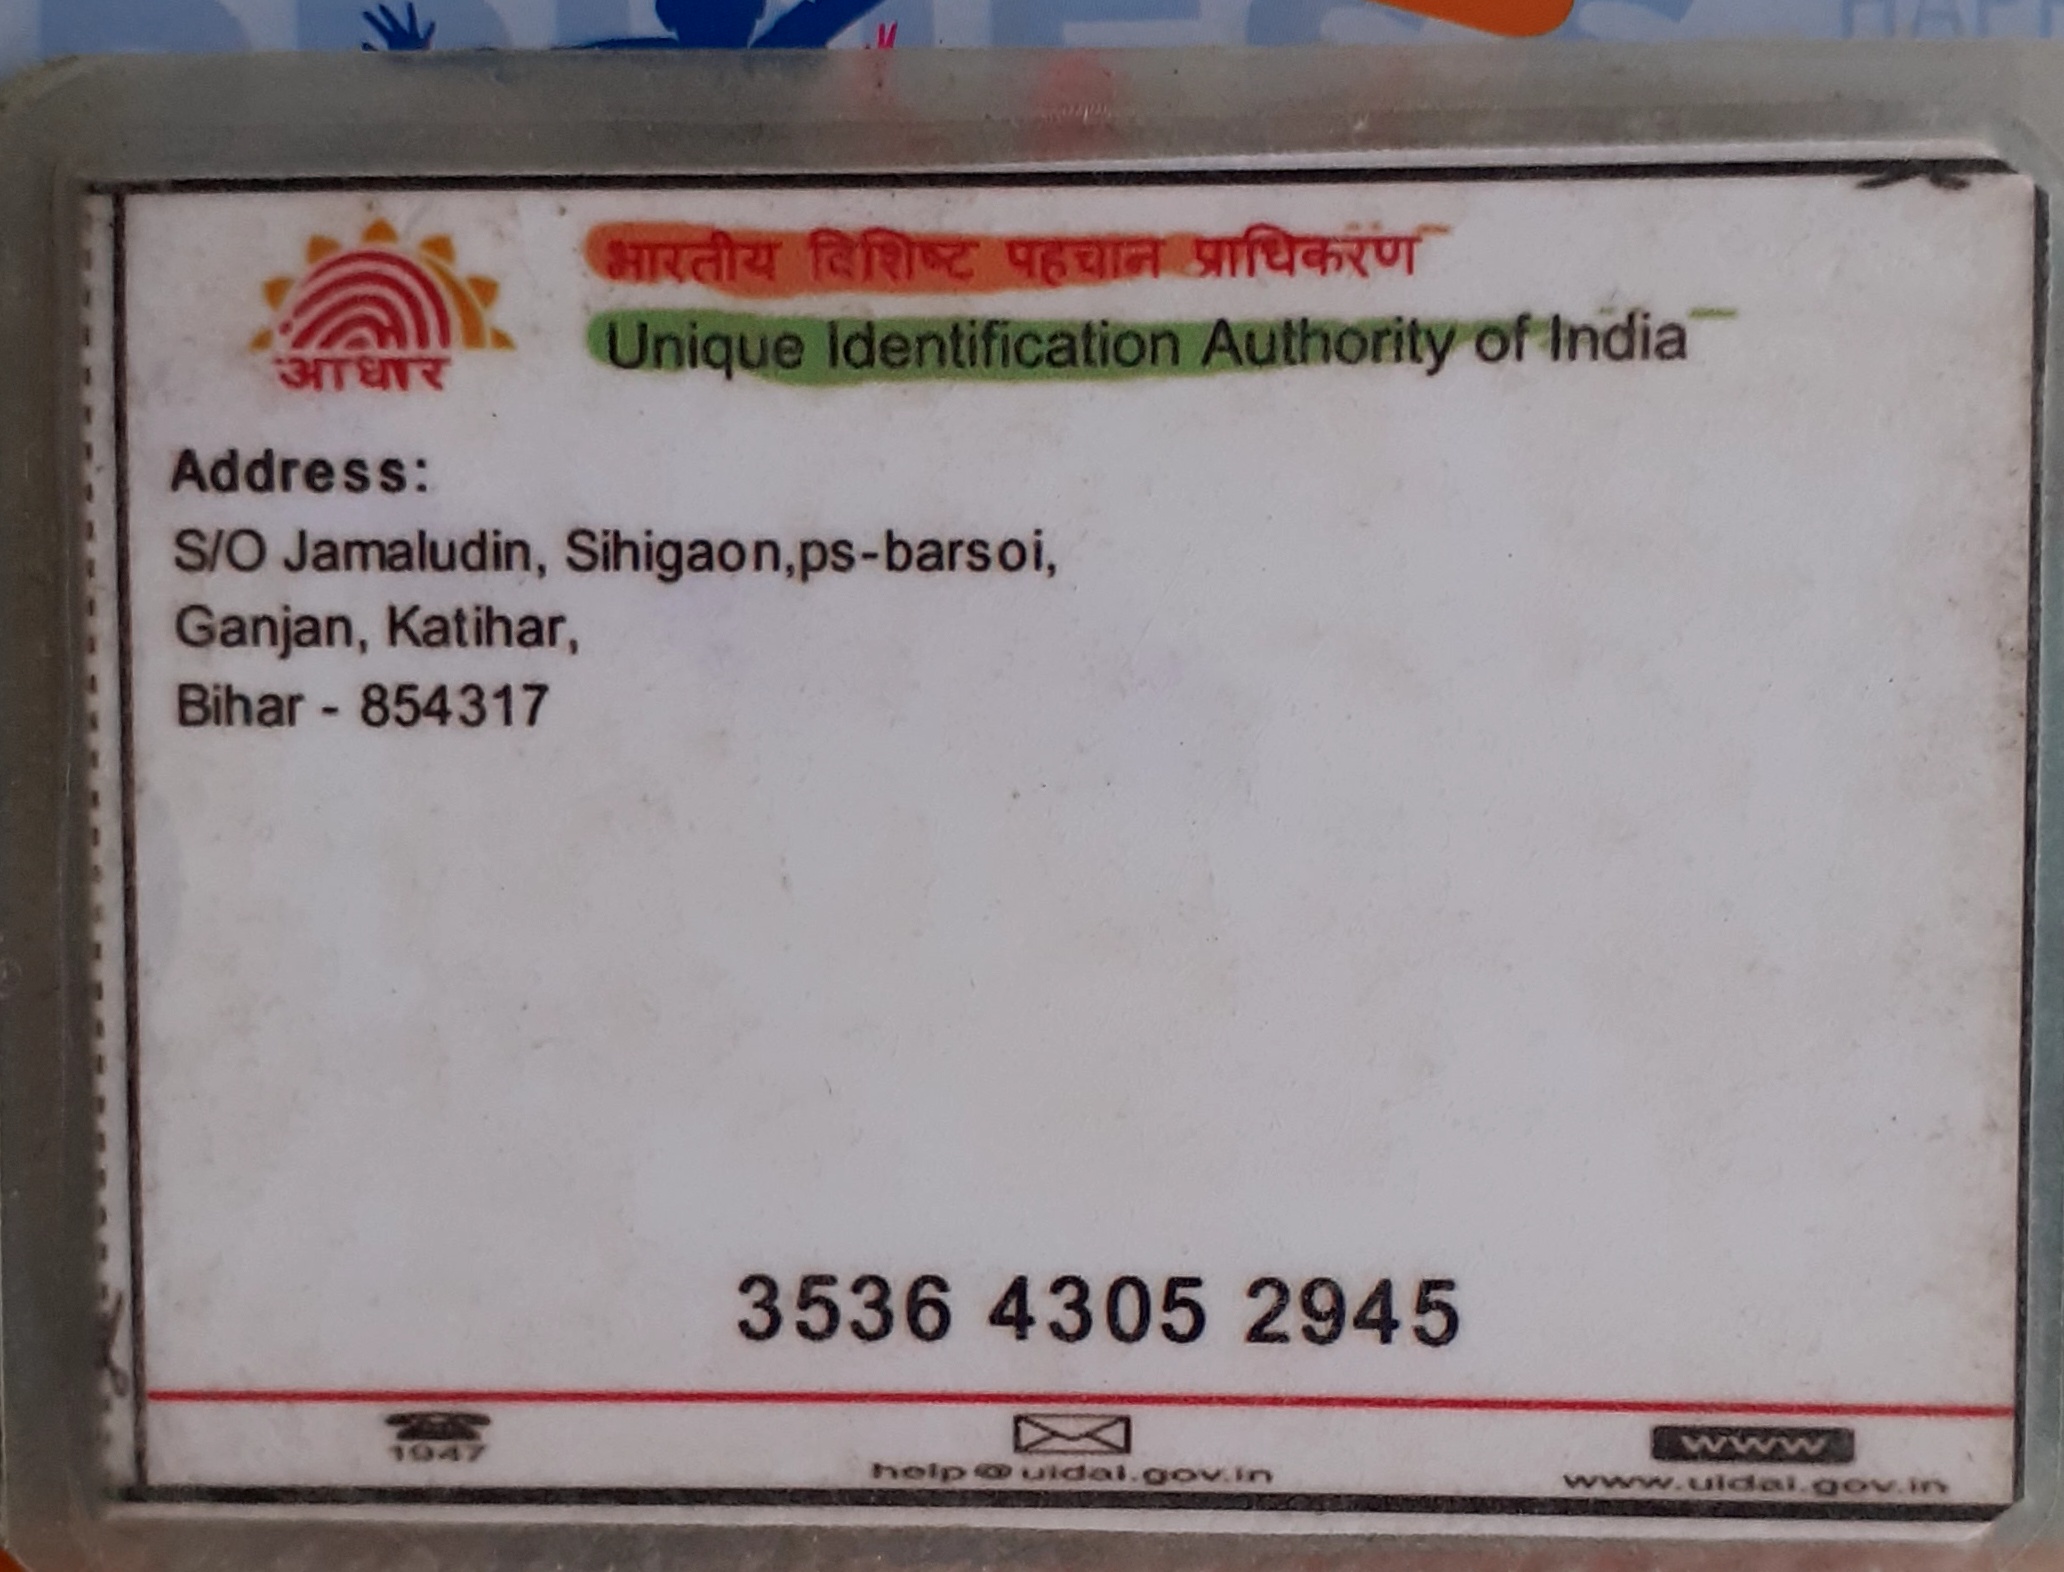 भारतीय विशिष्ट पहचान प्राधिकरण
Unique Identification Authority of India
आधार
Address:
S/O Jamaludin, Sihigaon,ps-barsoi,
Ganjan, Katihar,
Bihar - 854317
3536 4305 2945
1947
help@uidai.gov.in
www
www.uidai.gov.in